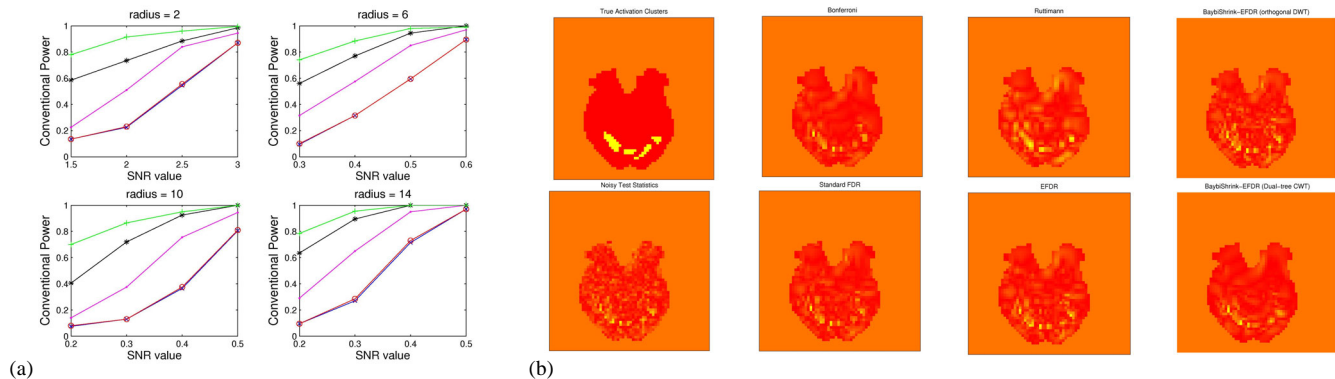 radius = 2
radius = 6
Conventional Power
1
0.8
0.6
0.4
0.2
0
1.5 2 2.5 3
SNR value
Conventional Power
1
0.8
0.6
0.4
0.2
0
0.3 0.4 0.5 0.6
SNR value
radius = 10
radius = 14
Conventional Power
1
0.8
0.6
0.4
0.2
0
0.2 0.3 0.4 0.5
SNR value
Conventional Power
1
0.8
0.6
0.4
0.2
0
0.2 0.3 0.4 0.5
SNR value
(a)
True Activation Clusters
Bonferroni
Ruttimann
BaybiShrink−EFDR (orthogonal DWT)
Noisy Test Statistics
Standard FDR
EFDR
BaybiShrink−EFDR (Dual−tree CWT)
(b)